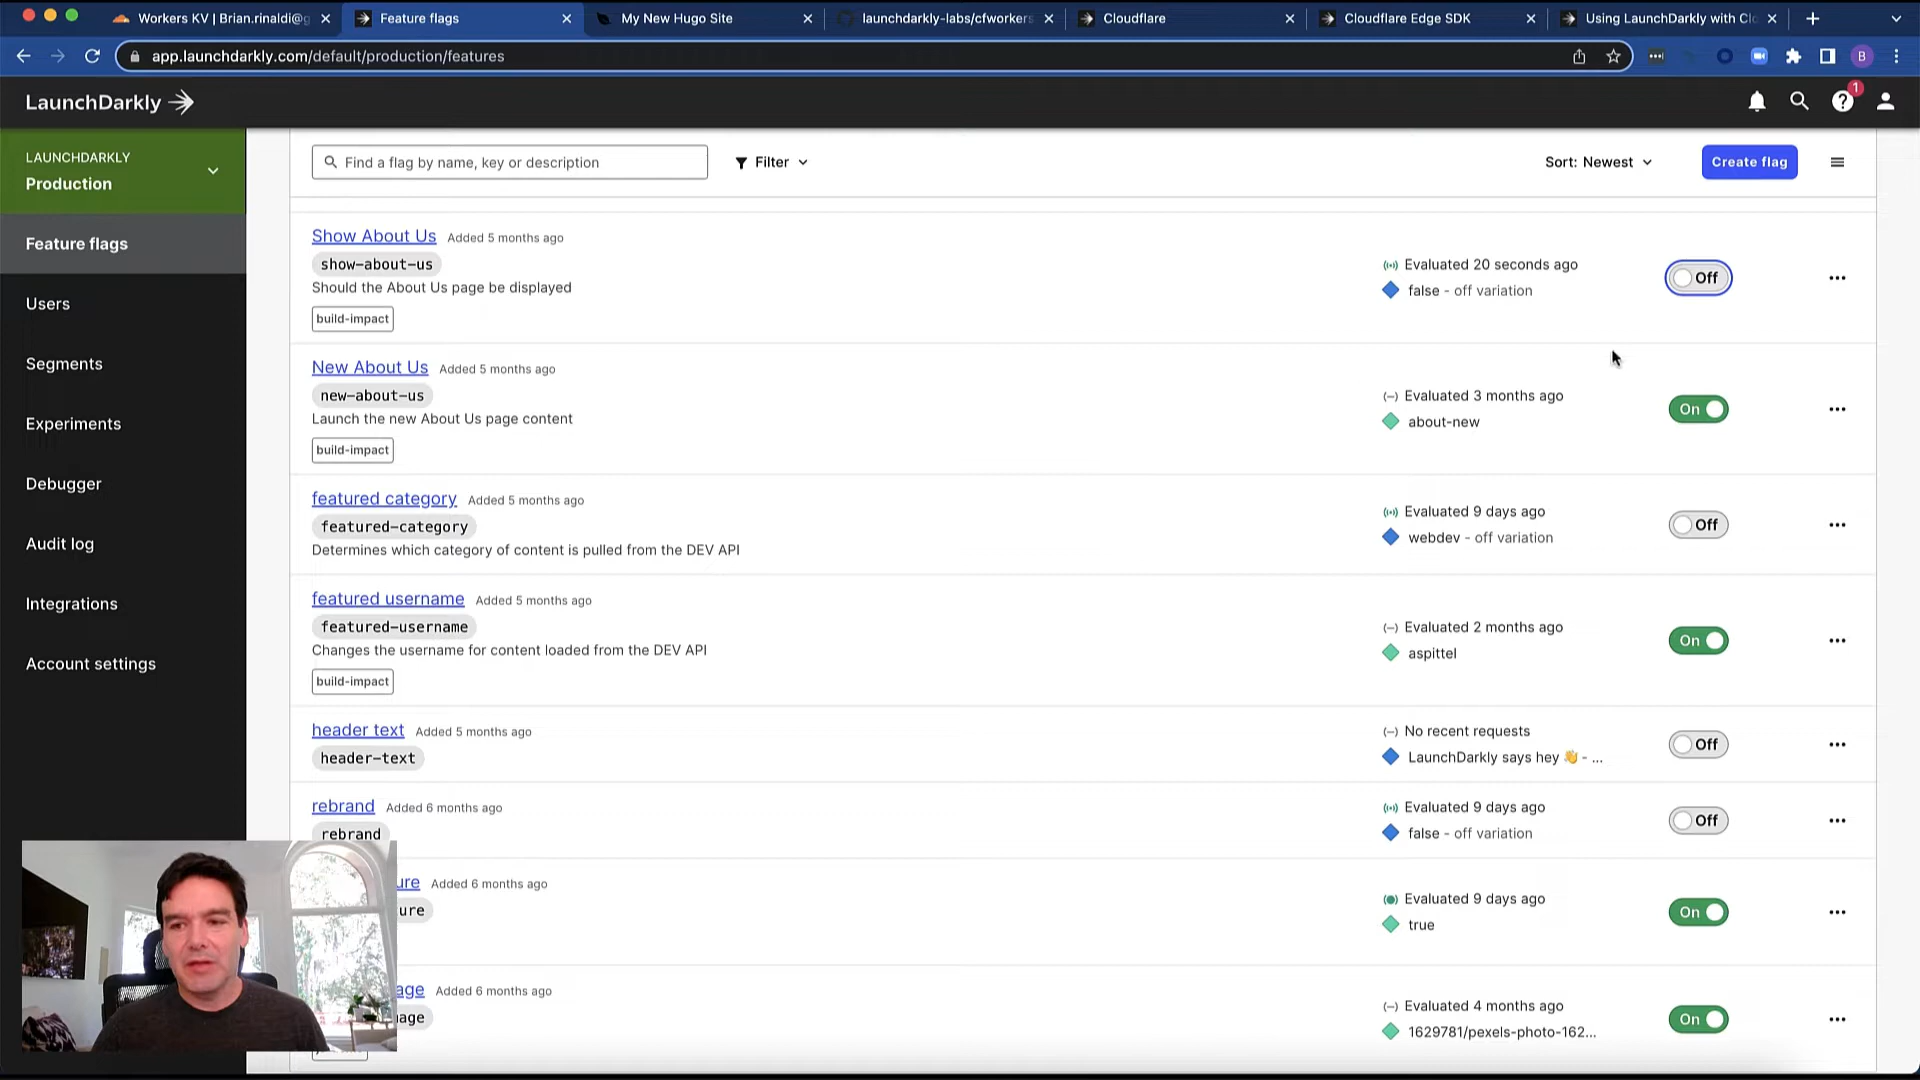 Workers KV | Brian.rinaldi@g
Feature flags
My New Hugo Site
launchdarkly-labs/cfworkers
Cloudflare
Cloudflare Edge SDK
Using LaunchDarkly with Clo
app.launchdarkly.com/default/production/features
B
LaunchDarkly
1
LAUNCHDARKLY
Production
Feature flags
Users
Segments
Experiments
Debugger
Audit log
Integrations
Account settings
Find a flag by name, key or description
Filter
Sort: Newest
Create flag
Show About Us Added 5 months ago
show-about-us
Should the About Us page be displayed
build-impact
Evaluated 20 seconds ago
false - off variation
Off
New About Us Added 5 months ago
new-about-us
Launch the new About Us page content
build-impact
Evaluated 3 months ago
about-new
On
featured category Added 5 months ago
featured-category
Determines which category of content is pulled from the DEV API
Evaluated 9 days ago
webdev - off variation
Off
featured username Added 5 months ago
featured-username
Changes the username for content loaded from the DEV API
build-impact
Evaluated 2 months ago
aspittel
On
header text Added 5 months ago
header-text
No recent requests
LaunchDarkly says hey 👋 - ...
Off
rebrand Added 6 months ago
rebrand
Evaluated 9 days ago
false - off variation
Off
ure Added 6 months ago
ure
Evaluated 9 days ago
true
On
age Added 6 months ago
age
Evaluated 4 months ago
1629781/pexels-photo-162...
On